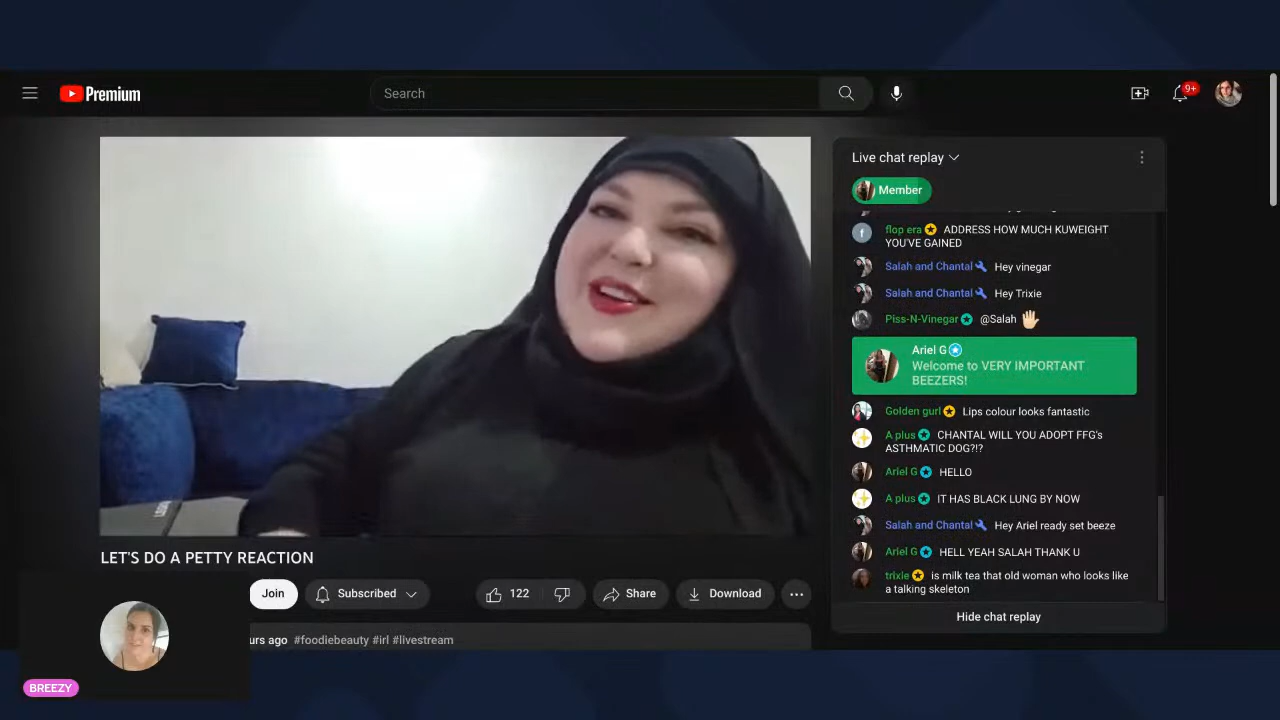 Premium
Search
9+
Live chat replay
Member
flop era ADDRESS HOW MUCH KUWEIGHT
YOU'VE GAINED
Salah and Chantal Hey vinegar
Salah and Chantal Hey Trixie
Piss-N-Vinegar @Salah
Ariel G
Welcome to VERY IMPORTANT
BEEZERS!
Golden gurl Lips colour looks fantastic
A plus CHANTAL WILL YOU ADOPT FFG's
ASTHMATIC DOG?!?
Ariel G HELLO
A plus IT HAS BLACK LUNG BY NOW
Salah and Chantal Hey Ariel ready set beeze
Ariel G HELL YEAH SALAH THANK U
trixie is milk tea that old woman who looks like
a talking skeleton
Hide chat replay
LET'S DO A PETTY REACTION
Join
Subscribed
122
Share
Download
urs ago #foodiebeauty #irl #livestream
BREEZY